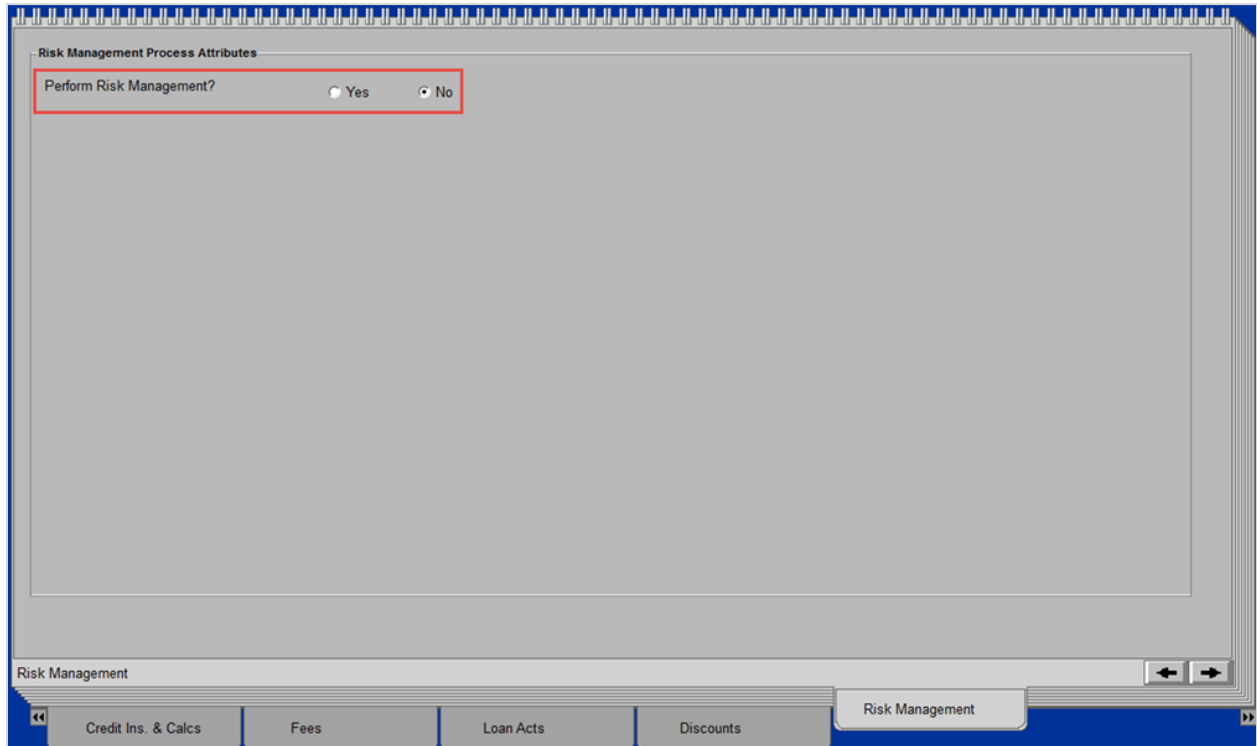 Risk Management Process Attributes
Perform Risk Management? Yes No
Risk Management
Credit Ins. & Calcs Fees Loan Acts Discounts Risk Management